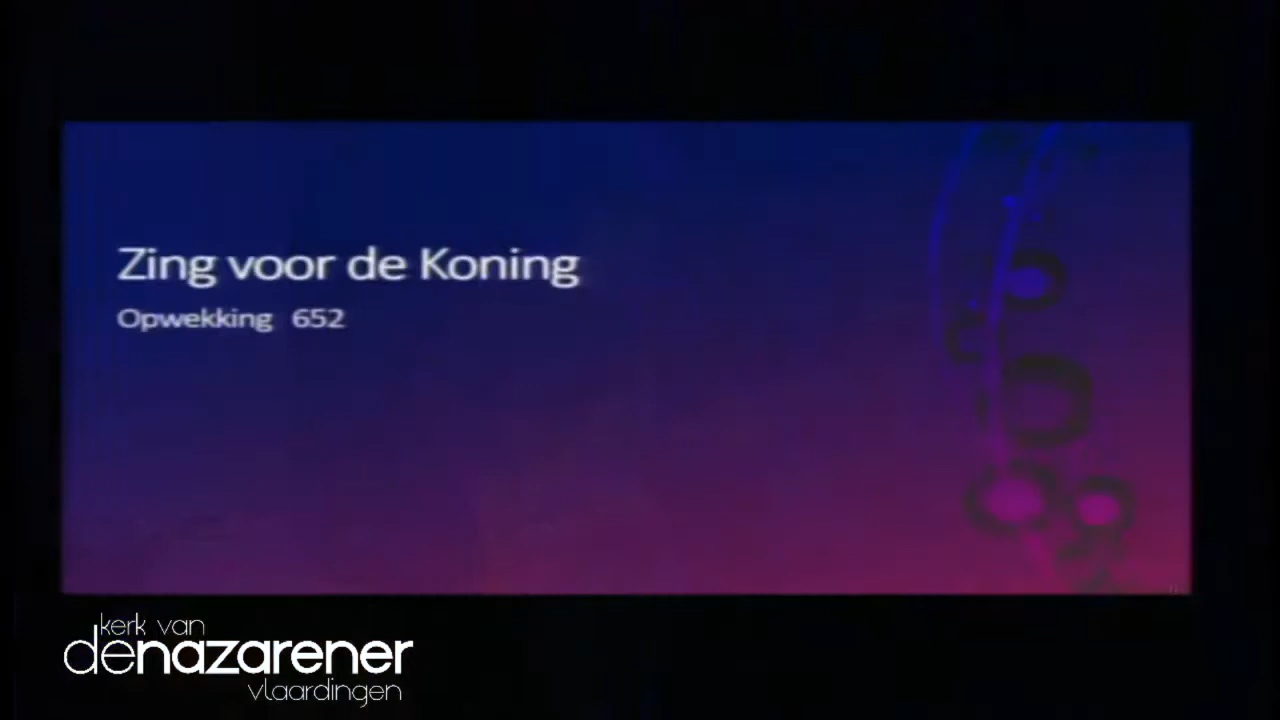 Zing voor de Koning
Opwekking 652
kerk van
denazarener
vlaardingen